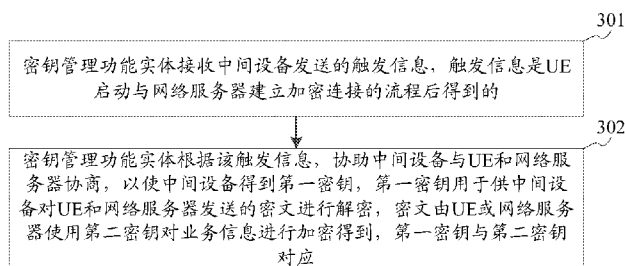 301
密钥管理功能实体接收中间设备发送的触发信息，触发信息是UE
启动与网络服务器建立加密连接的流程后得到的
302
密钥管理功能实体根据该触发信息，协助中间设备与UE和网络服
务器协商，以使中间设备得到第一密钥，第一密钥用于供中间设
备对UE和网络服务器发送的密文进行解密，密文由UE或网络服务
器使用第二密钥对业务信息进行加密得到，第一密钥与第二密钥
对应